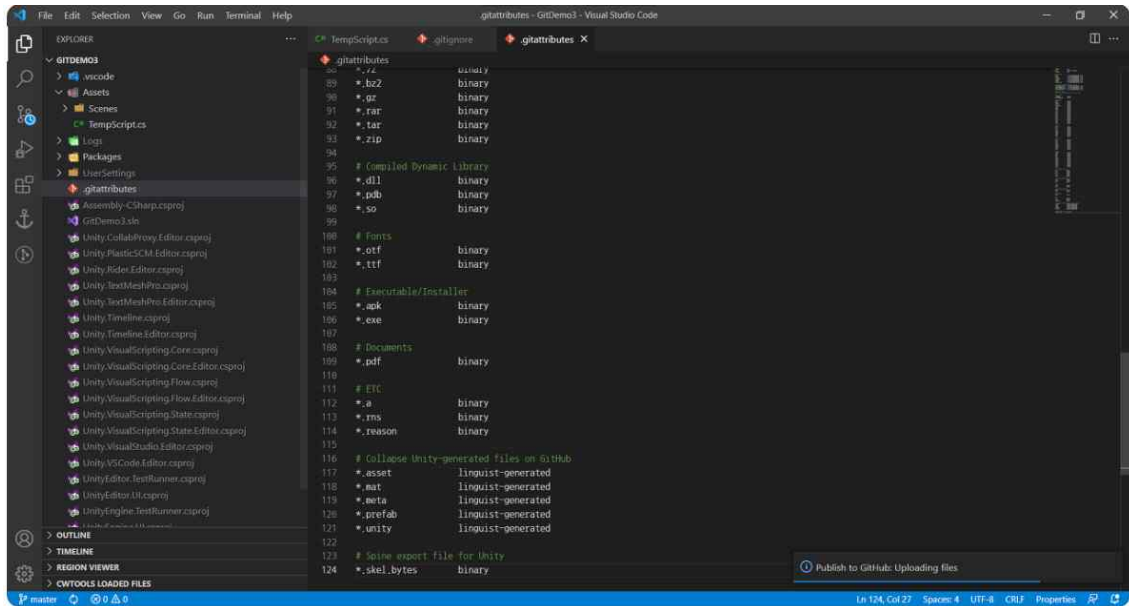 File Edit Selection View Go Run Terminal Help
.gitattributes - GitDemo3 - Visual Studio Code
EXPLORER
GITDEMO3
.vscode
Assets
Scenes
C# TempScript.cs
Logs
Packages
UserSettings
.gitattributes
Assembly-CSharp.csproj
GitDemo3.sln
Unity.CollabProxy.Editor.csproj
Unity.PlasticSCM.Editor.csproj
Unity.Rider.Editor.csproj
Unity.TextMeshPro.csproj
Unity.TextMeshPro.Editor.csproj
Unity.Timeline.csproj
Unity.Timeline.Editor.csproj
Unity.VisualScripting.Core.csproj
Unity.VisualScripting.Core.Editor.csproj
Unity.VisualScripting.Flow.csproj
Unity.VisualScripting.Flow.Editor.csproj
Unity.VisualScripting.State.csproj
Unity.VisualScripting.State.Editor.csproj
Unity.VisualStudio.Editor.csproj
Unity.VSCode.Editor.csproj
UnityEditor.TestRunner.csproj
UnityEditor.UI.csproj
UnityEngine.TestRunner.csproj
OUTLINE
TIMELINE
REGION VIEWER
CWTOOLS LOADED FILES
C# TempScript.cs .gitignore .gitattributes
.gitattributes
88 *.7z binary
89 *.bz2 binary
90 *.gz binary
91 *.rar binary
92 *.tar binary
93 *.zip binary
94
95 # Compiled Dynamic Library
96 *.dll binary
97 *.pdb binary
98 *.so binary
99
100 # Fonts
101 *.otf binary
102 *.ttf binary
103
104 # Executable/Installer
105 *.apk binary
106 *.exe binary
107
108 # Documents
109 *.pdf binary
110
111 # ETC
112 *.a binary
113 *.rns binary
114 *.reason binary
115
116 # Collapse Unity-generated files on GitHub
117 *.asset linguist-generated
118 *.mat linguist-generated
119 *.meta linguist-generated
120 *.prefab linguist-generated
121 *.unity linguist-generated
122
123 # Spine export file for Unity
124 *.skel.bytes binary
Publish to GitHub: Uploading files
master 0 0 Ln 124, Col 27 Spaces: 4 UTF-8 CRLF Properties